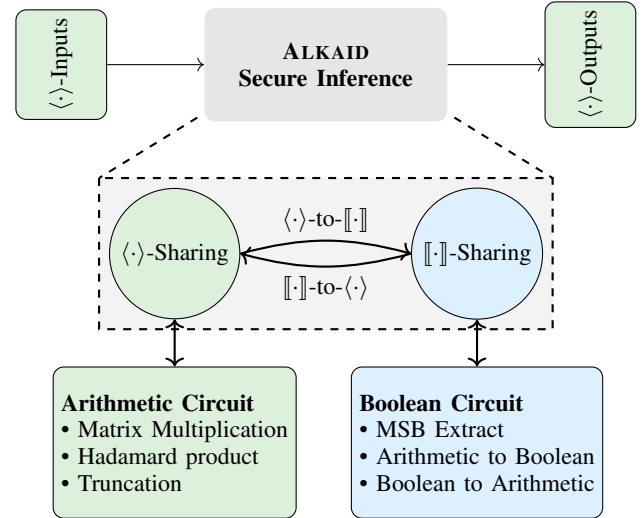 ⟨·⟩-Inputs
ALKAID
Secure Inference
⟨·⟩-Outputs
⟨·⟩-to-⟦·⟧
⟨·⟩-Sharing
⟦·⟧-Sharing
⟦·⟧-to-⟨·⟩
Arithmetic Circuit
• Matrix Multiplication
• Hadamard product
• Truncation
Boolean Circuit
• MSB Extract
• Arithmetic to Boolean
• Boolean to Arithmetic